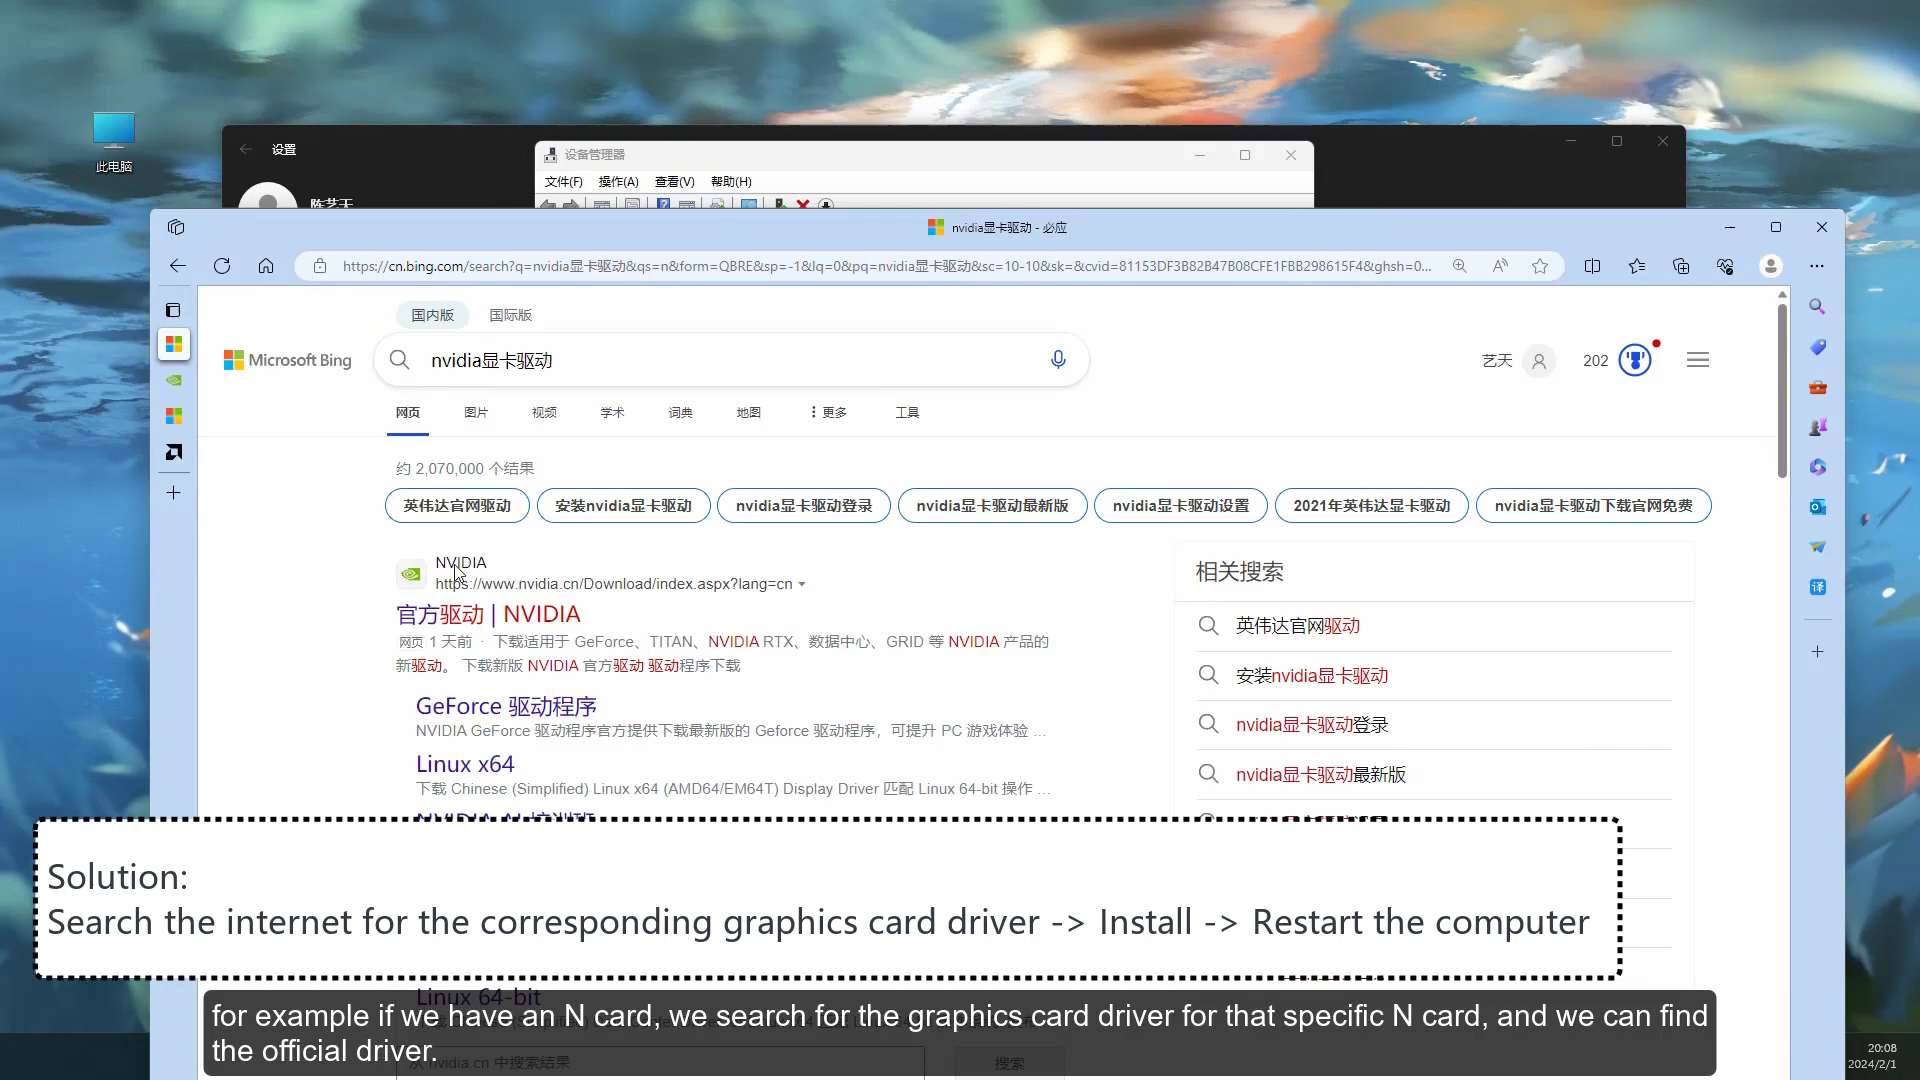 此电脑
设置
陈艺天
设备管理器
文件(F) 操作(A) 查看(V) 帮助(H)
nvidia显卡驱动 - 必应
https://cn.bing.com/search?q=nvidia显卡驱动&qs=n&form=QBRE&sp=-1&lq=0&pq=nvidia显卡驱动&sc=10-10&sk=&cvid=81153DF3B82B47B08CFE1FBB298615F4&ghsh=0...
国内版 国际版
Microsoft Bing
nvidia显卡驱动
艺天 202
网页 图片 视频 学术 词典 地图 更多 工具
约 2,070,000 个结果
英伟达官网驱动 安装nvidia显卡驱动 nvidia显卡驱动登录 nvidia显卡驱动最新版 nvidia显卡驱动设置 2021年英伟达显卡驱动 nvidia显卡驱动下载官网免费
NVIDIA
https://www.nvidia.cn/Download/index.aspx?lang=cn
官方驱动 | NVIDIA
网页 1 天前 · 下载适用于 GeForce、TITAN、NVIDIA RTX、数据中心、GRID 等 NVIDIA 产品的
新驱动。 下载新版 NVIDIA 官方驱动 驱动程序下载
GeForce 驱动程序
NVIDIA GeForce 驱动程序官方提供下载最新版的 Geforce 驱动程序，可提升 PC 游戏体验 ...
Linux x64
下载 Chinese (Simplified) Linux x64 (AMD64/EM64T) Display Driver 匹配 Linux 64-bit 操作 ...
相关搜索
英伟达官网驱动
安装nvidia显卡驱动
nvidia显卡驱动登录
nvidia显卡驱动最新版
Solution:
Search the internet for the corresponding graphics card driver -> Install -> Restart the computer
Linux 64-bit
for example if we have an N card, we search for the graphics card driver for that specific N card, and we can find
the official driver.
从 nvidia.cn 中搜索结果
搜索
20:08
2024/2/1